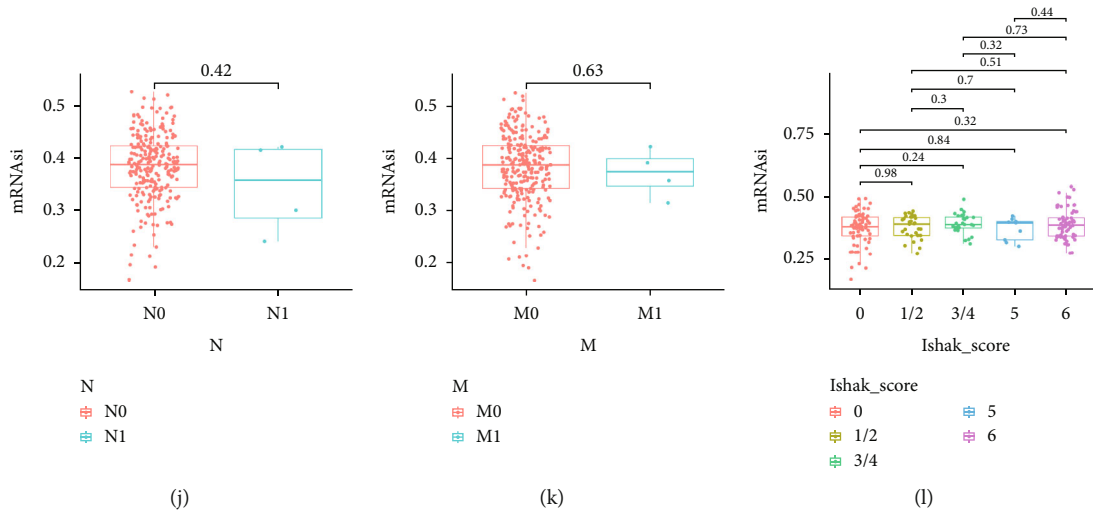 0.42
mRNAsi
0.5
0.4
0.3
0.2
N0
N1
N
N
N0
N1
(j)
0.63
mRNAsi
0.5
0.4
0.3
0.2
M0
M1
M
M
M0
M1
(k)
0.44
0.73
0.32
0.51
0.7
0.3
0.32
0.84
0.24
0.98
mRNAsi
0.75
0.50
0.25
0
1/2
3/4
5
6
Ishak_score
Ishak_score
0
1/2
3/4
5
6
(l)